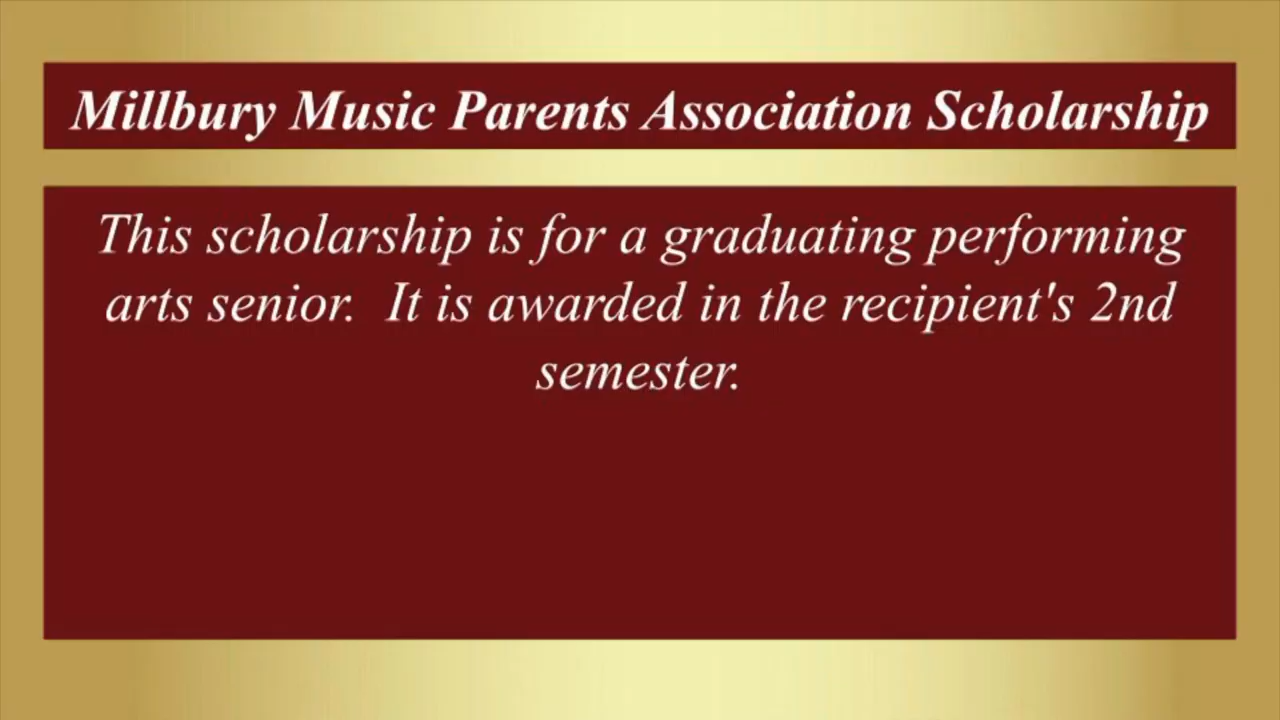 Millbury Music Parents Association Scholarship
This scholarship is for a graduating performing
arts senior.  It is awarded in the recipient's 2nd
semester.